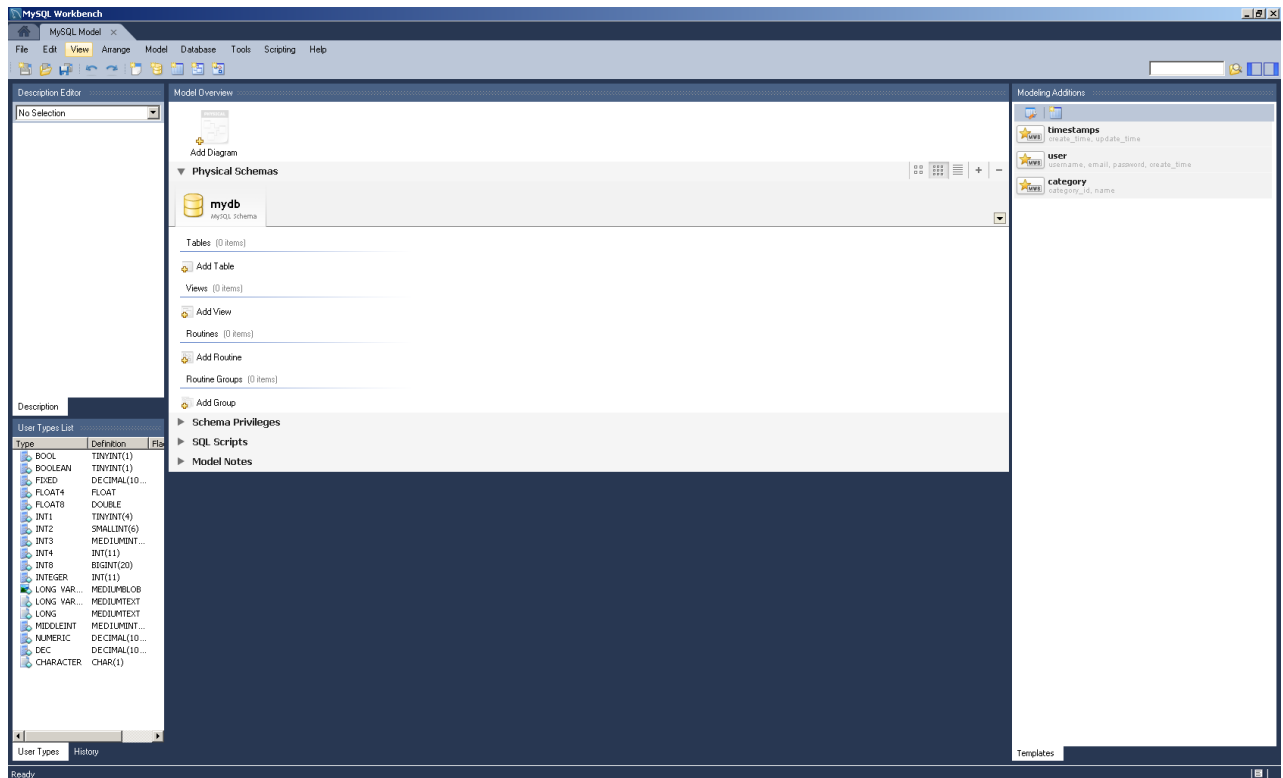 MySQL Workbench
MySQL Model
File Edit View Arrange Model Database Tools Scripting Help
Description Editor
No Selection
Description
User Types List
Type Definition Fla
BOOL TINYINT(1)
BOOLEAN TINYINT(1)
FIXED DECIMAL(10...
FLOAT4 FLOAT
FLOAT8 DOUBLE
INT1 TINYINT(4)
INT2 SMALLINT(6)
INT3 MEDIUMINT...
INT4 INT(11)
INT8 BIGINT(20)
INTEGER INT(11)
LONG VAR... MEDIUMBLOB
LONG VAR... MEDIUMTEXT
LONG MEDIUMTEXT
MIDDLEINT MEDIUMINT...
NUMERIC DECIMAL(10...
DEC DECIMAL(10...
CHARACTER CHAR(1)
User Types History
Model Overview
Add Diagram
Physical Schemas
mydb
MySQL Schema
Tables (0 items)
Add Table
Views (0 items)
Add View
Routines (0 items)
Add Routine
Routine Groups (0 items)
Add Group
Schema Privileges
SQL Scripts
Model Notes
Modeling Additions
timestamps
create_time, update_time
user
username, email, password, create_time
category
category_id, name
Templates
Ready